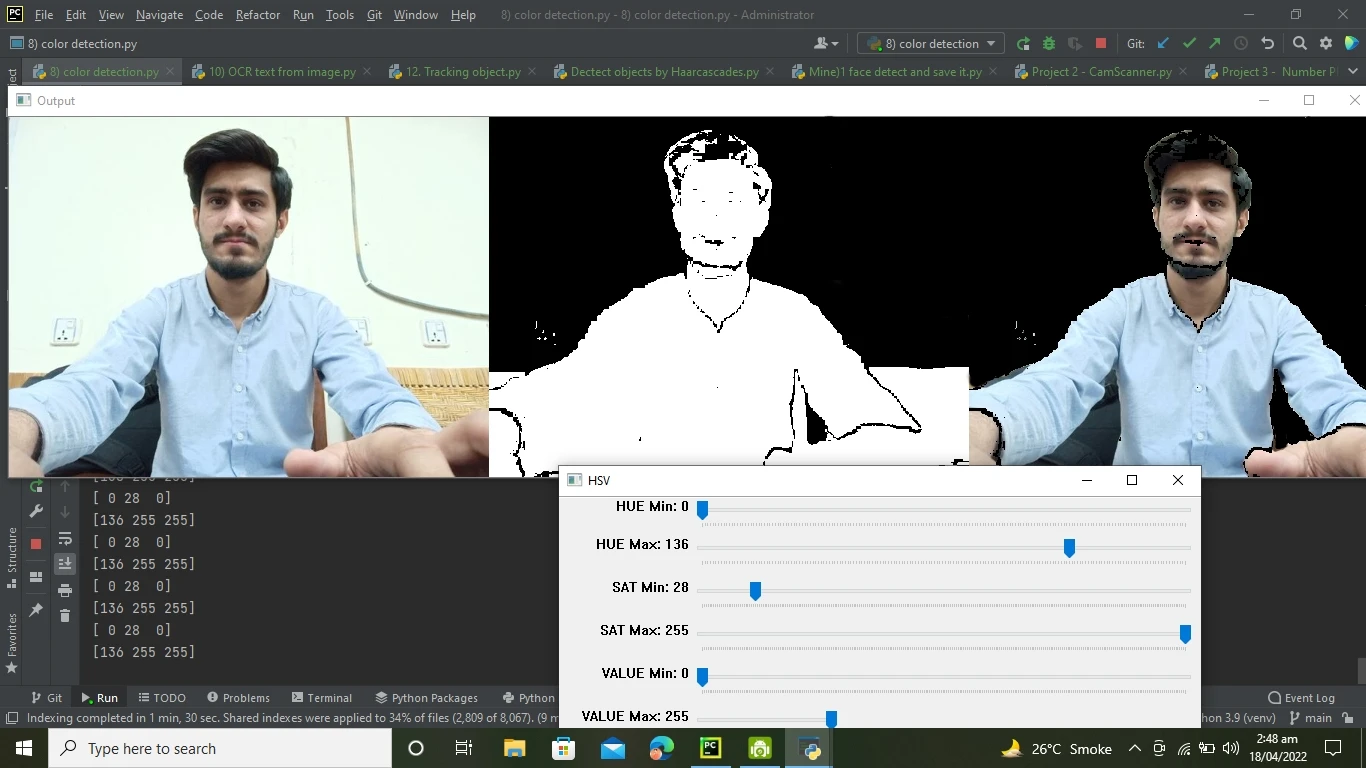 PC File Edit View Navigate Code Refactor Run Tools Git Window Help 8) color detection.py - 8) color detection.py - Administrator
8) color detection.py 8) color detection Git:
8) color detection.py 10) OCR text from image.py 12. Tracking object.py Dectect objects by Haarcascades.py Mine)1 face detect and save it.py Project 2 - CamScanner.py Project 3 - Number P
Output
HSV
[ 0 28 0]
[136 255 255]
[ 0 28 0]
[136 255 255]
[ 0 28 0]
[136 255 255]
[ 0 28 0]
[136 255 255]
HUE Min: 0
HUE Max: 136
SAT Min: 28
SAT Max: 255
VALUE Min: 0
VALUE Max: 255
Structure
Favorites
Git Run TODO Problems Terminal Python Packages Python Event Log
Indexing completed in 1 min, 30 sec. Shared indexes were applied to 34% of files (2,809 of 8,067). (9 m hon 3.9 (venv) main
Type here to search PC 26°C Smoke 2:48 am
18/04/2022